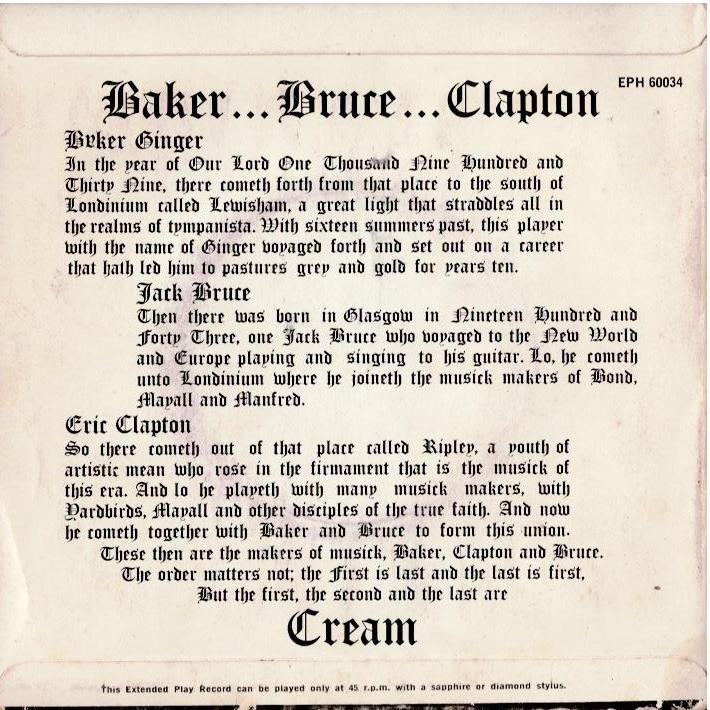 EPH 60034
Baker... Bruce... Clapton
Baker Ginger
In the year of Our Lord One Thousand Nine Hundred and
Thirty Nine, there cometh forth from that place to the south of
Londinium called Lewisham, a great light that straddles all in
the realms of tympanista. With sixteen summers past, this player
with the name of Ginger voyaged forth and set out on a career
that hath led him to pastures grey and gold for years ten.
Jack Bruce
Then there was born in Glasgow in Nineteen Hundred and
Forty Three, one Jack Bruce who voyaged to the New World
and Europe playing and singing to his guitar. Lo, he cometh
unto Londinium where he joineth the musick makers of Bond,
Mayall and Manfred.
Eric Clapton
So there cometh out of that place called Ripley, a youth of
artistic mean who rose in the firmament that is the musick of
this era. And lo he playeth with many musick makers, with
Yardbirds, Mayall and other disciples of the true faith. And now
he cometh together with Baker and Bruce to form this union.
These then are the makers of musick, Baker, Clapton and Bruce.
The order matters not; the First is last and the last is first,
But the first, the second and the last are
Cream
This Extended Play Record can be played only at 45 r.p.m. with a sapphire or diamond stylus.